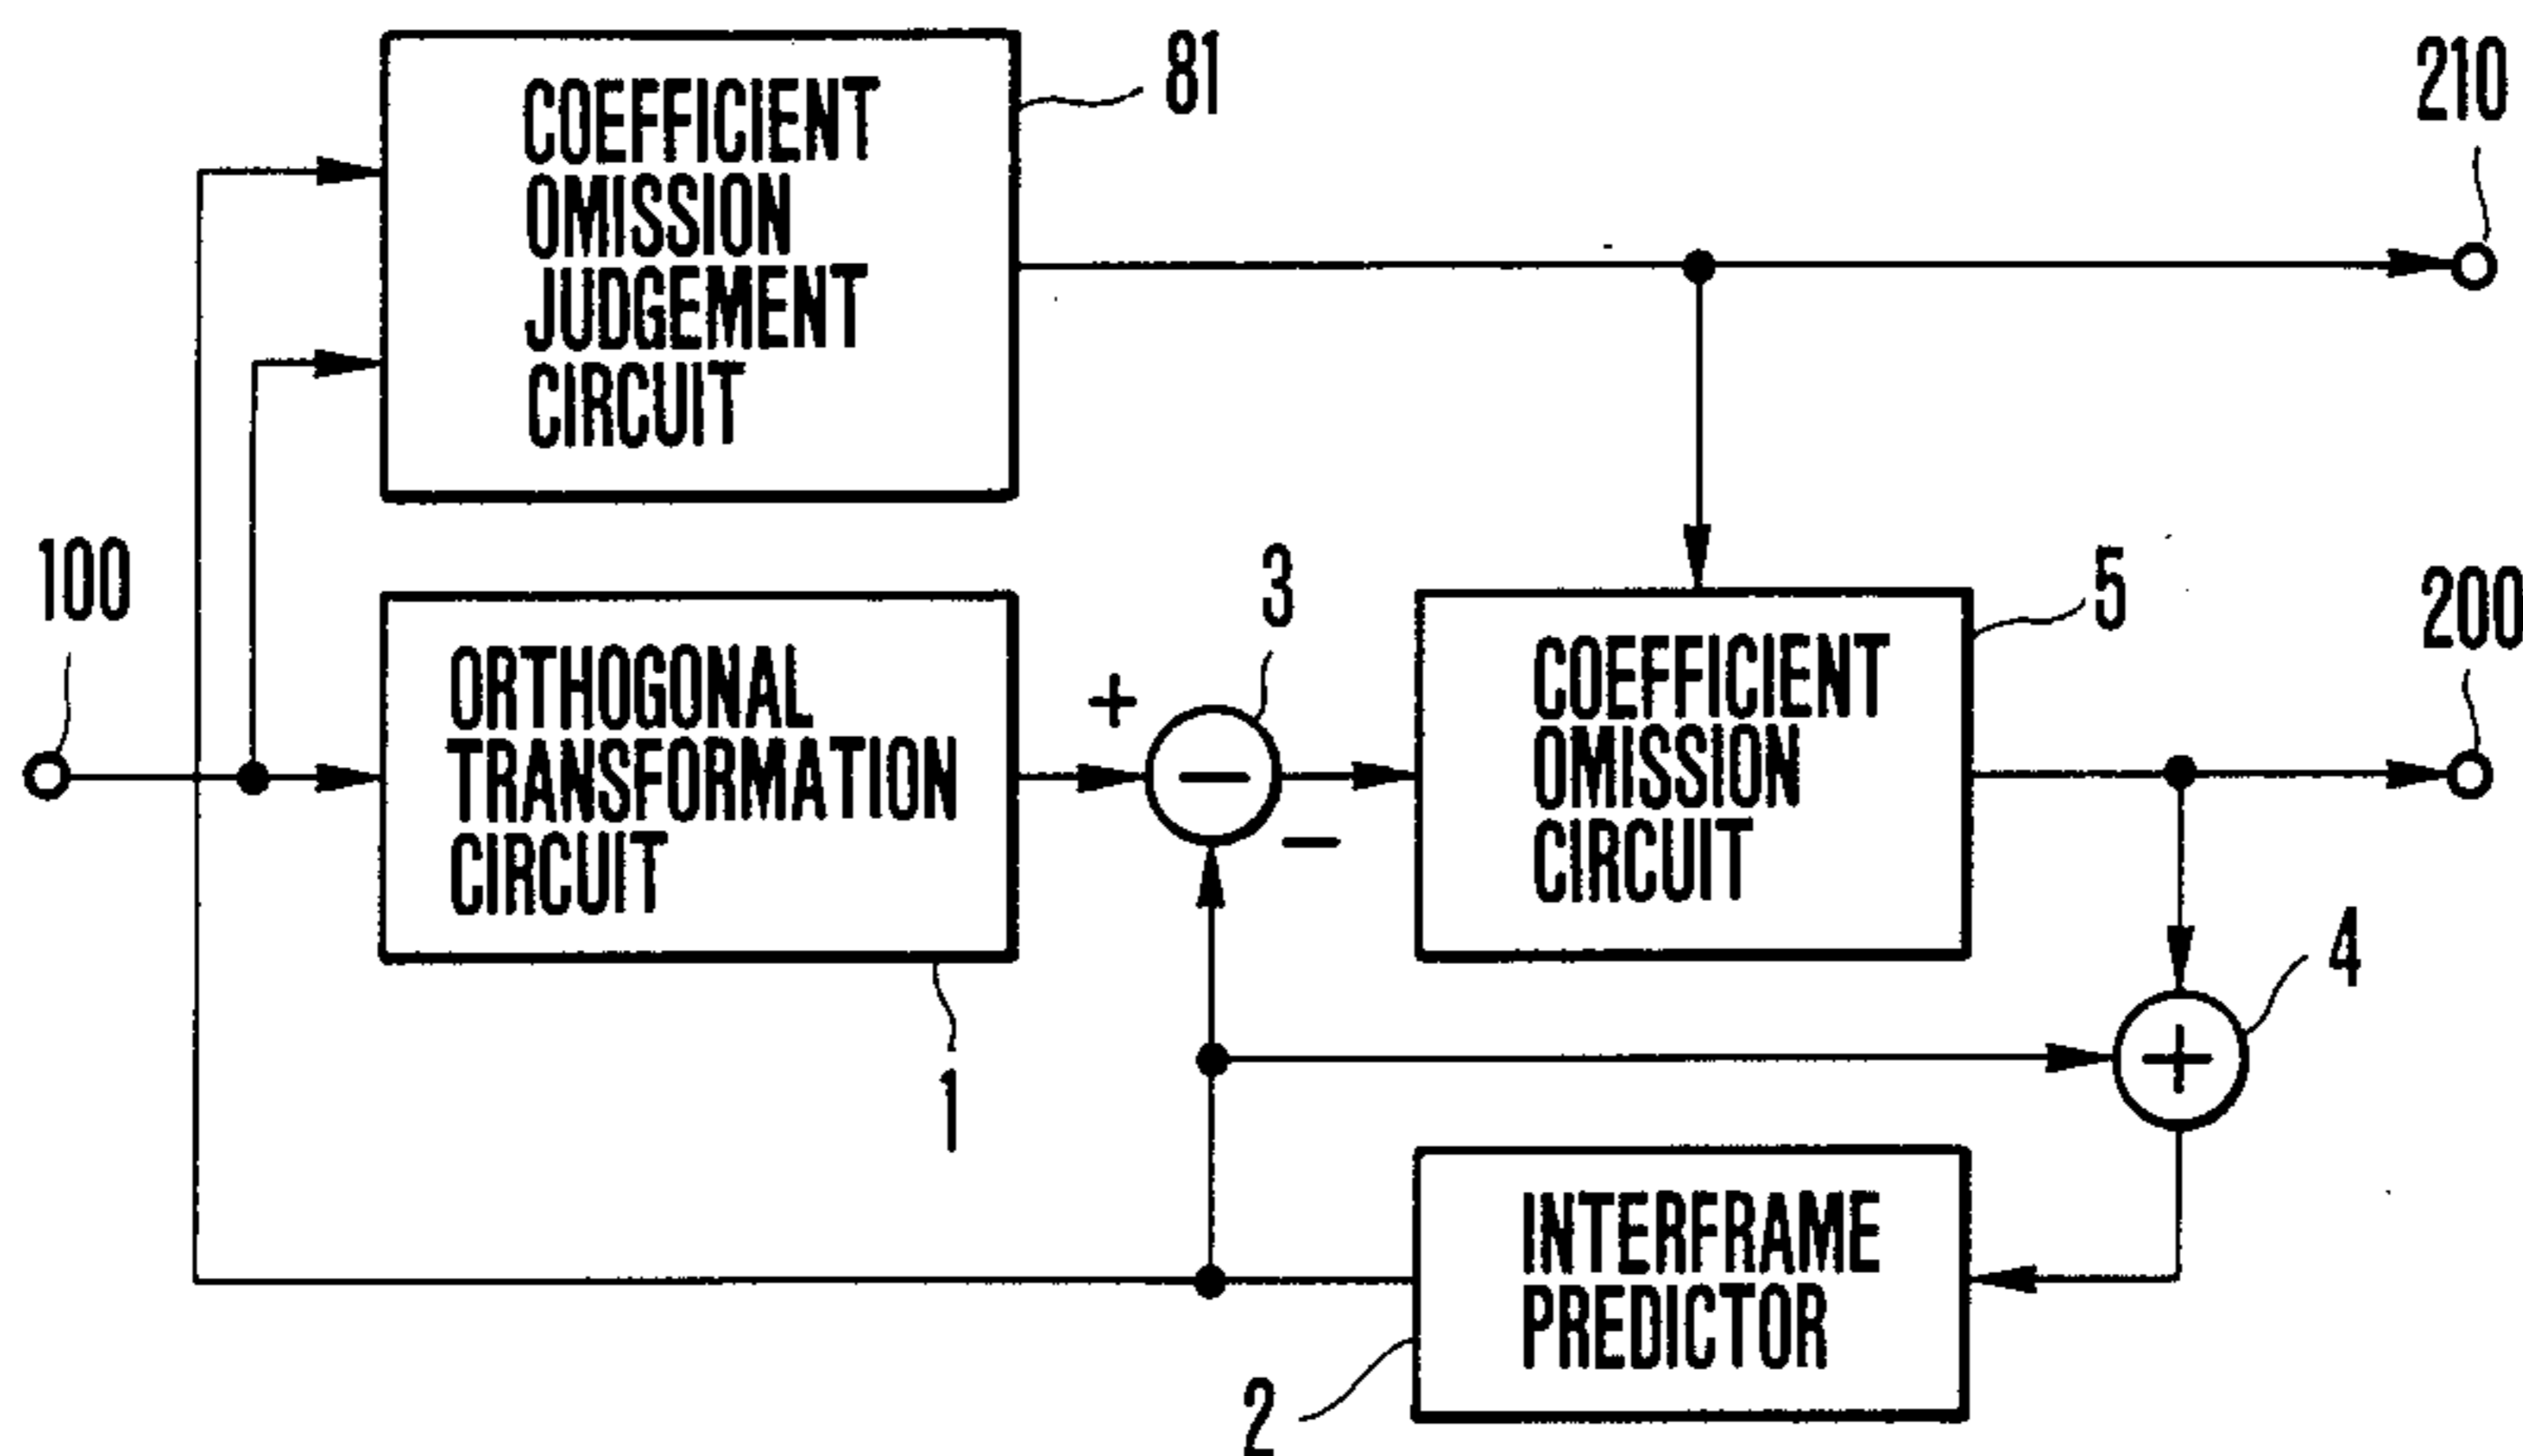 COEFFICIENT
OMISSION
JUDGEMENT
CIRCUIT
81
210
100
ORTHOGONAL
TRANSFORMATION
CIRCUIT
1
+
3
−
−
COEFFICIENT
OMISSION
CIRCUIT
5
200
4
+
INTERFRAME
PREDICTOR
2